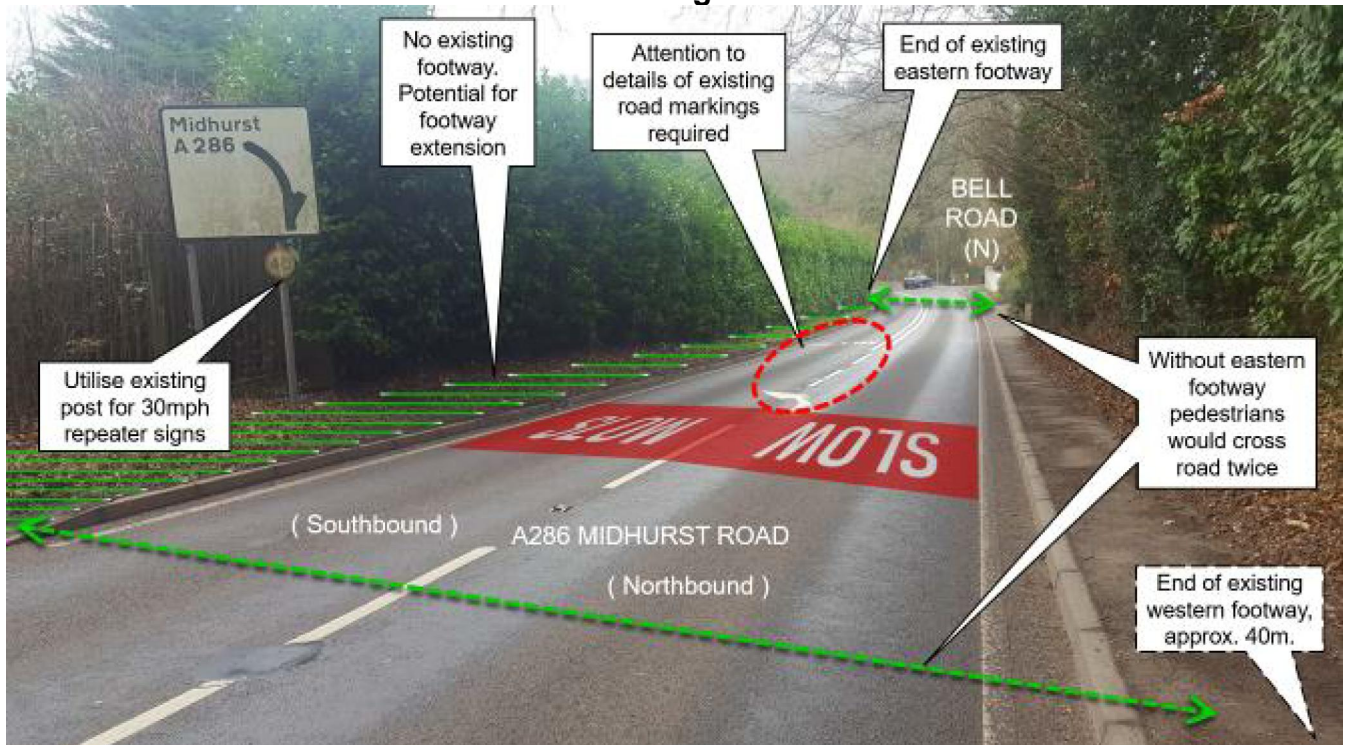 No existing
footway.
Potential for
footway
extension
Attention to
details of existing
road markings
required
End of existing
eastern footway
Midhurst
A 286
BELL
ROAD
(N)
Utilise existing
post for 30mph
repeater signs
Without eastern
footway
pedestrians
would cross
road twice
SLOW
SLOW
( Southbound )
A286 MIDHURST ROAD
( Northbound )
End of existing
western footway,
approx. 40m.